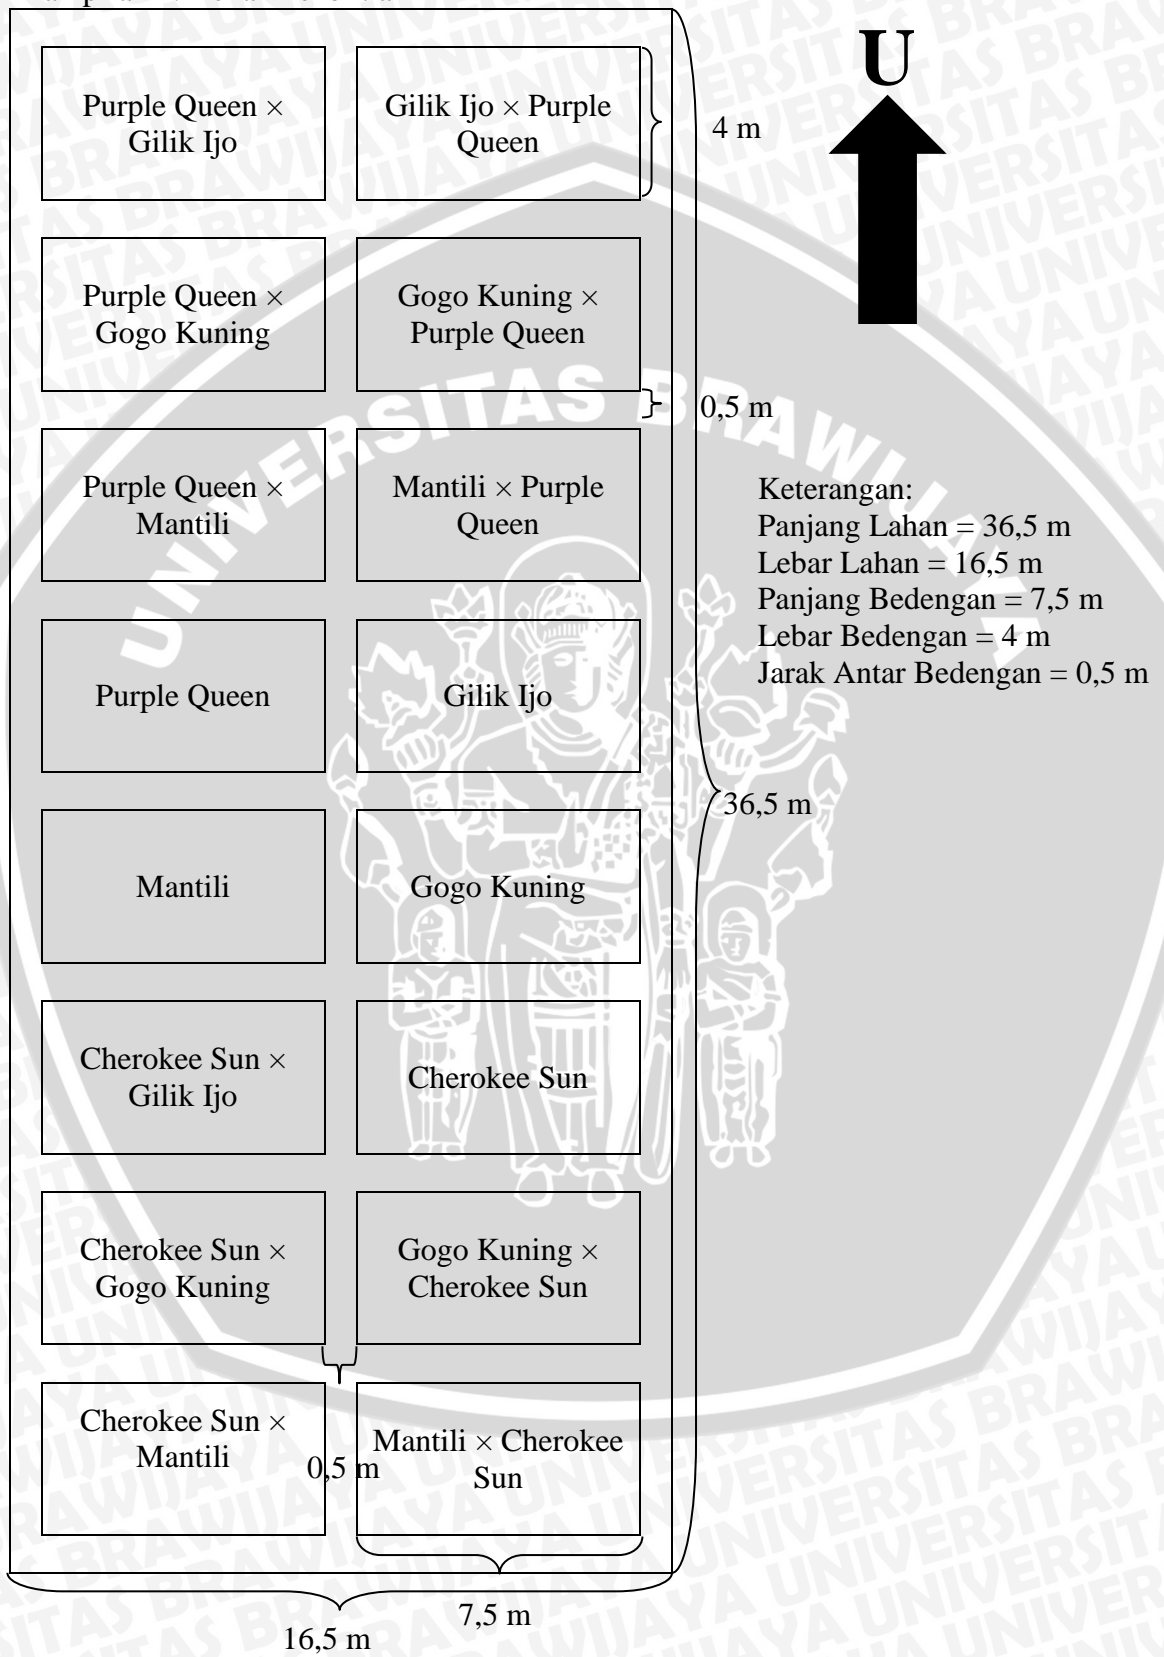 U
Purple Queen ×
Gilik Ijo
Gilik Ijo × Purple
Queen
4 m
Purple Queen ×
Gogo Kuning
Gogo Kuning ×
Purple Queen
0,5 m
Purple Queen ×
Mantili
Mantili × Purple
Queen
Keterangan:
Panjang Lahan = 36,5 m
Lebar Lahan = 16,5 m
Panjang Bedengan = 7,5 m
Lebar Bedengan = 4 m
Jarak Antar Bedengan = 0,5 m
Purple Queen
Gilik Ijo
36,5 m
Mantili
Gogo Kuning
Cherokee Sun ×
Gilik Ijo
Cherokee Sun
Cherokee Sun ×
Gogo Kuning
Gogo Kuning ×
Cherokee Sun
Cherokee Sun ×
Mantili
0,5 m
Mantili × Cherokee
Sun
7,5 m
16,5 m
UNIVERSITAS BRAWIJAYA